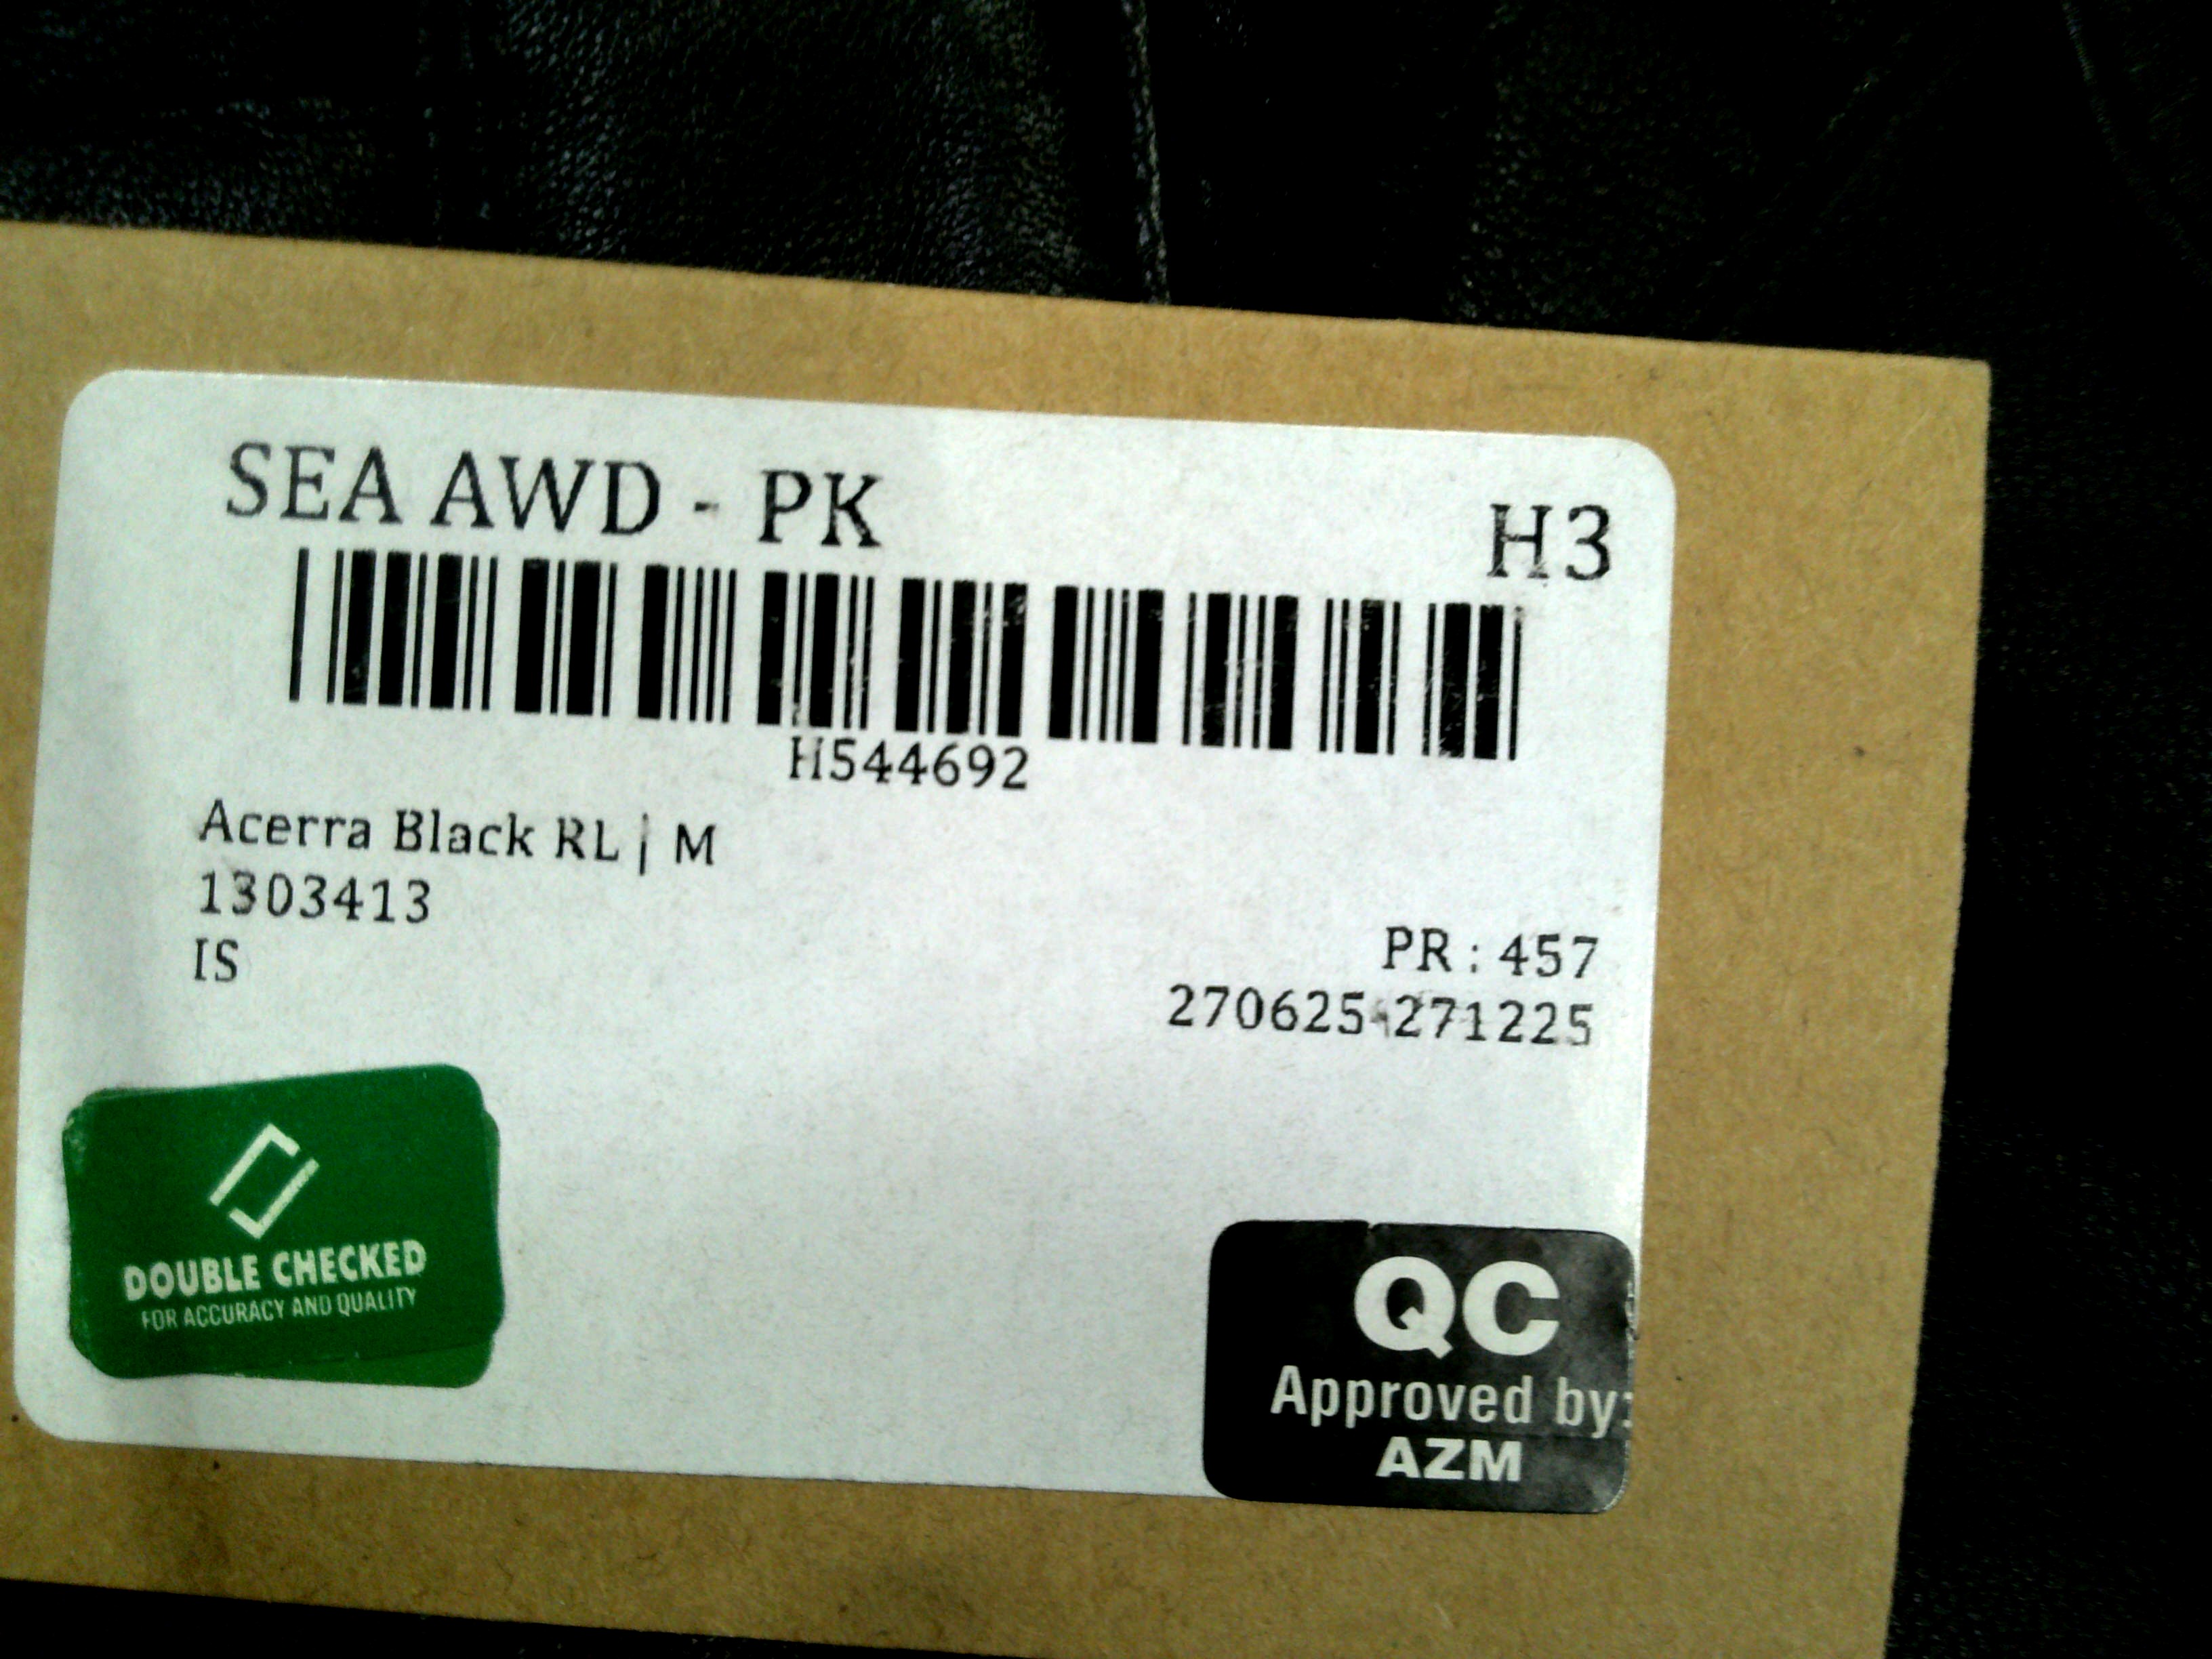 SEA AWD - PK
H3
H544692
Acerra Black RL | M
1303413
IS
PR : 457
270625-271225
DOUBLE CHECKED
FOR ACCURACY AND QUALITY
QC
Approved by:
AZM